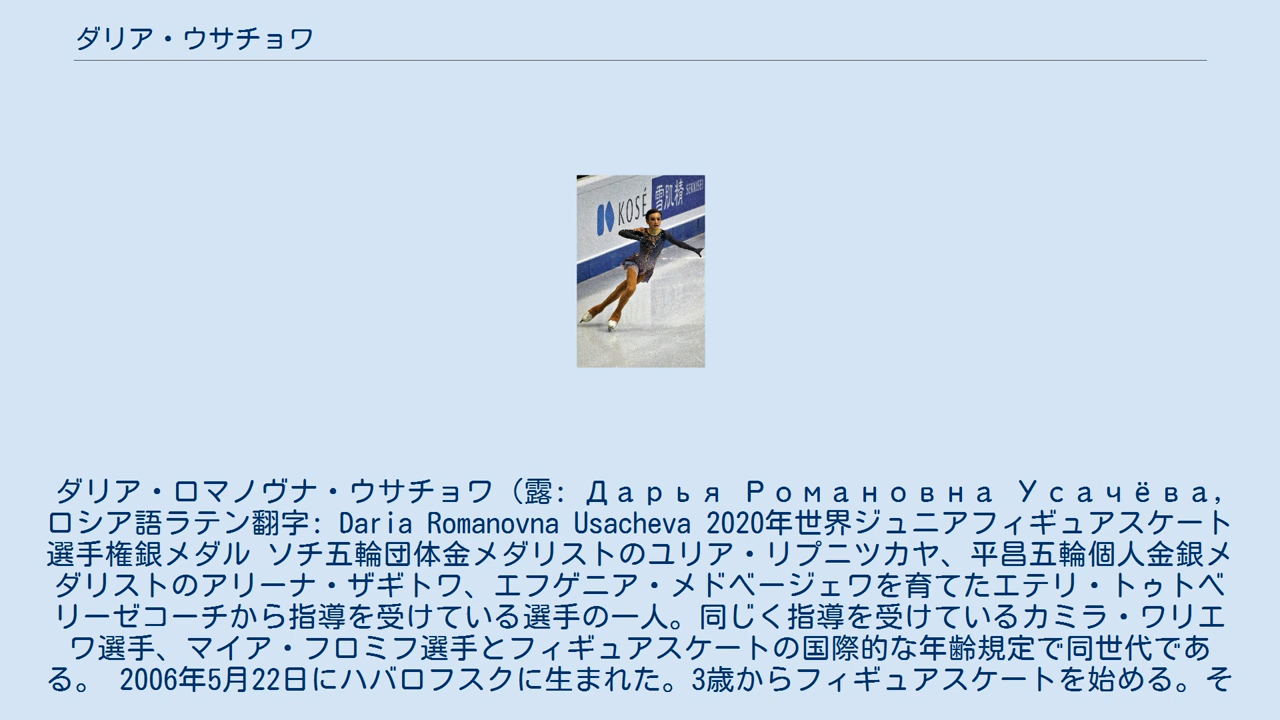 ダリア・ウサチョワ
KOSÉ 雪肌精 SEKKISEI
ダリア・ロマノヴナ・ウサチョワ（露: Дарья Романовна Усачёва,
ロシア語ラテン翻字: Daria Romanovna Usacheva 2020年世界ジュニアフィギュアスケート
選手権銀メダル ソチ五輪団体金メダリストのユリア・リプニツカヤ、平昌五輪個人金銀メ
ダリストのアリーナ・ザギトワ、エフゲニア・メドベージェワを育てたエテリ・トゥトベ
リーゼコーチから指導を受けている選手の一人。同じく指導を受けているカミラ・ワリエ
ワ選手、マイア・フロミフ選手とフィギュアスケートの国際的な年齢規定で同世代であ
る。 2006年5月22日にハバロフスクに生まれた。3歳からフィギュアスケートを始める。そ